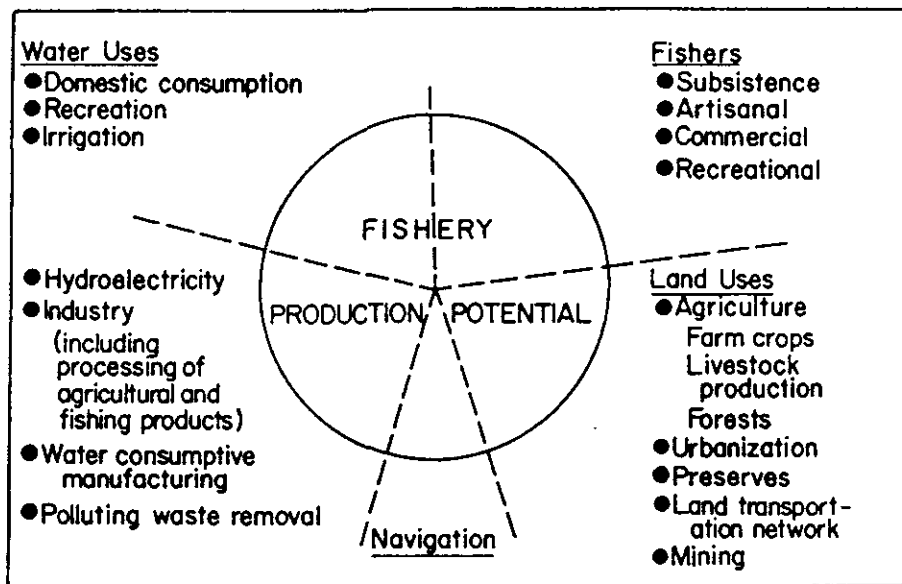 Water Uses
●Domestic consumption
●Recreation
●Irrigation
Fishers
●Subsistence
●Artisanal
●Commercial
●Recreational
FISHERY
PRODUCTION POTENTIAL
●Hydroelectricity
●Industry
(including
processing of
agricultural and
fishing products)
●Water consumptive
manufacturing
●Polluting waste removal
Navigation
Land Uses
●Agriculture
Farm crops
Livestock
production
Forests
●Urbanization
●Preserves
●Land transport-
ation network
●Mining